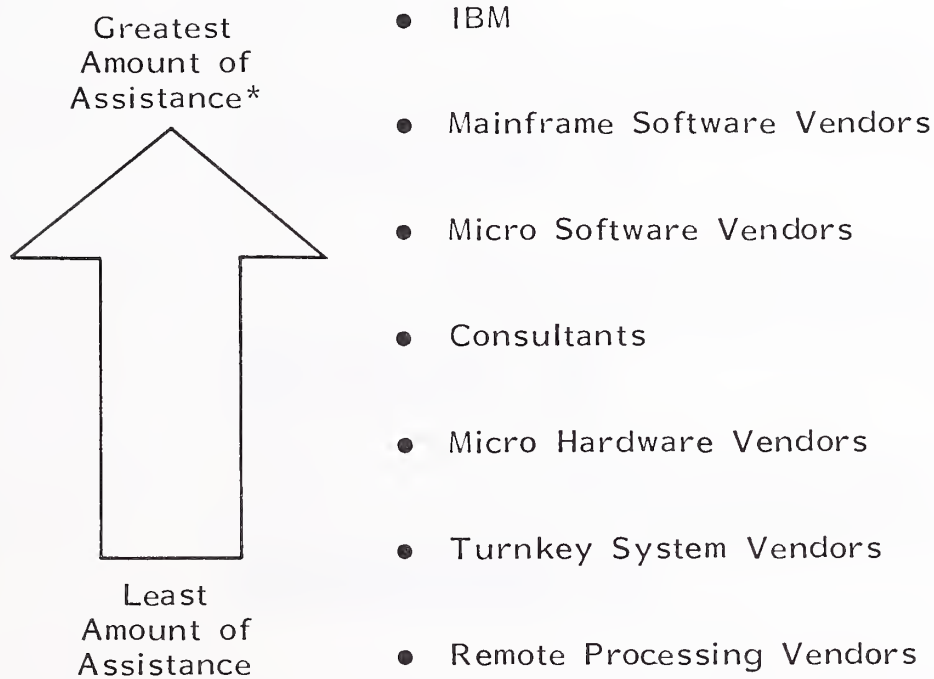 Greatest
Amount of
Assistance*
● IBM
● Mainframe Software Vendors
● Micro Software Vendors
● Consultants
● Micro Hardware Vendors
● Turnkey System Vendors
● Remote Processing Vendors
Least
Amount of
Assistance